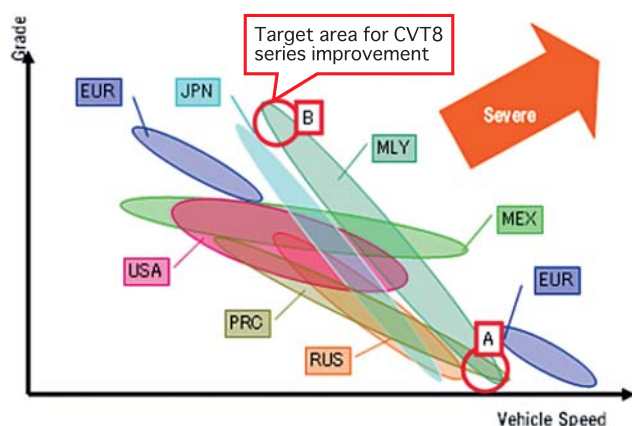 Grade
Target area for CVT8
series improvement
EUR
JPN
B
Severe
MLY
MEX
USA
EUR
PRC
A
RUS
Vehicle Speed